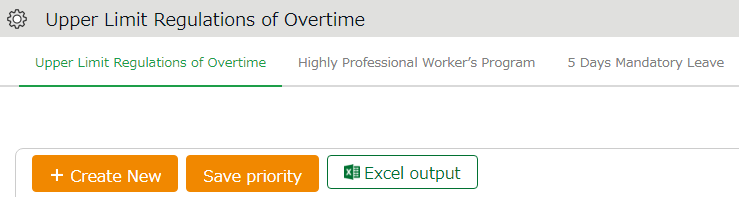 Upper Limit Regulations of Overtime
Upper Limit Regulations of Overtime Highly Professional Worker’s Program 5 Days Mandatory Leave
+ Create New Save priority Excel output